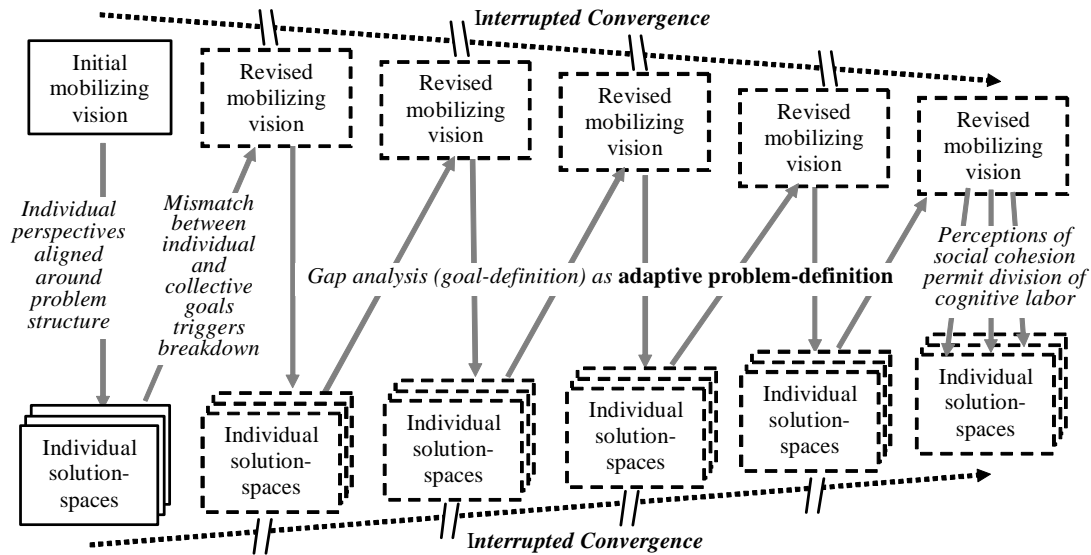 Interrupted Convergence
Initial
mobilizing
vision
Revised
mobilizing
vision
Revised
mobilizing
vision
Revised
mobilizing
vision
Revised
mobilizing
vision
Revised
mobilizing
vision
Individual
perspectives
aligned
around
problem
structure
Mismatch
between
individual
and
collective
goals
triggers
breakdown
Gap analysis (goal-definition) as adaptive problem-definition
Perceptions of
social cohesion
permit division of
cognitive labor
Individual
solution-
spaces
Individual
solution-
spaces
Individual
solution-
spaces
Individual
solution-
spaces
Individual
solution-
spaces
Individual
solution-
spaces
Interrupted Convergence